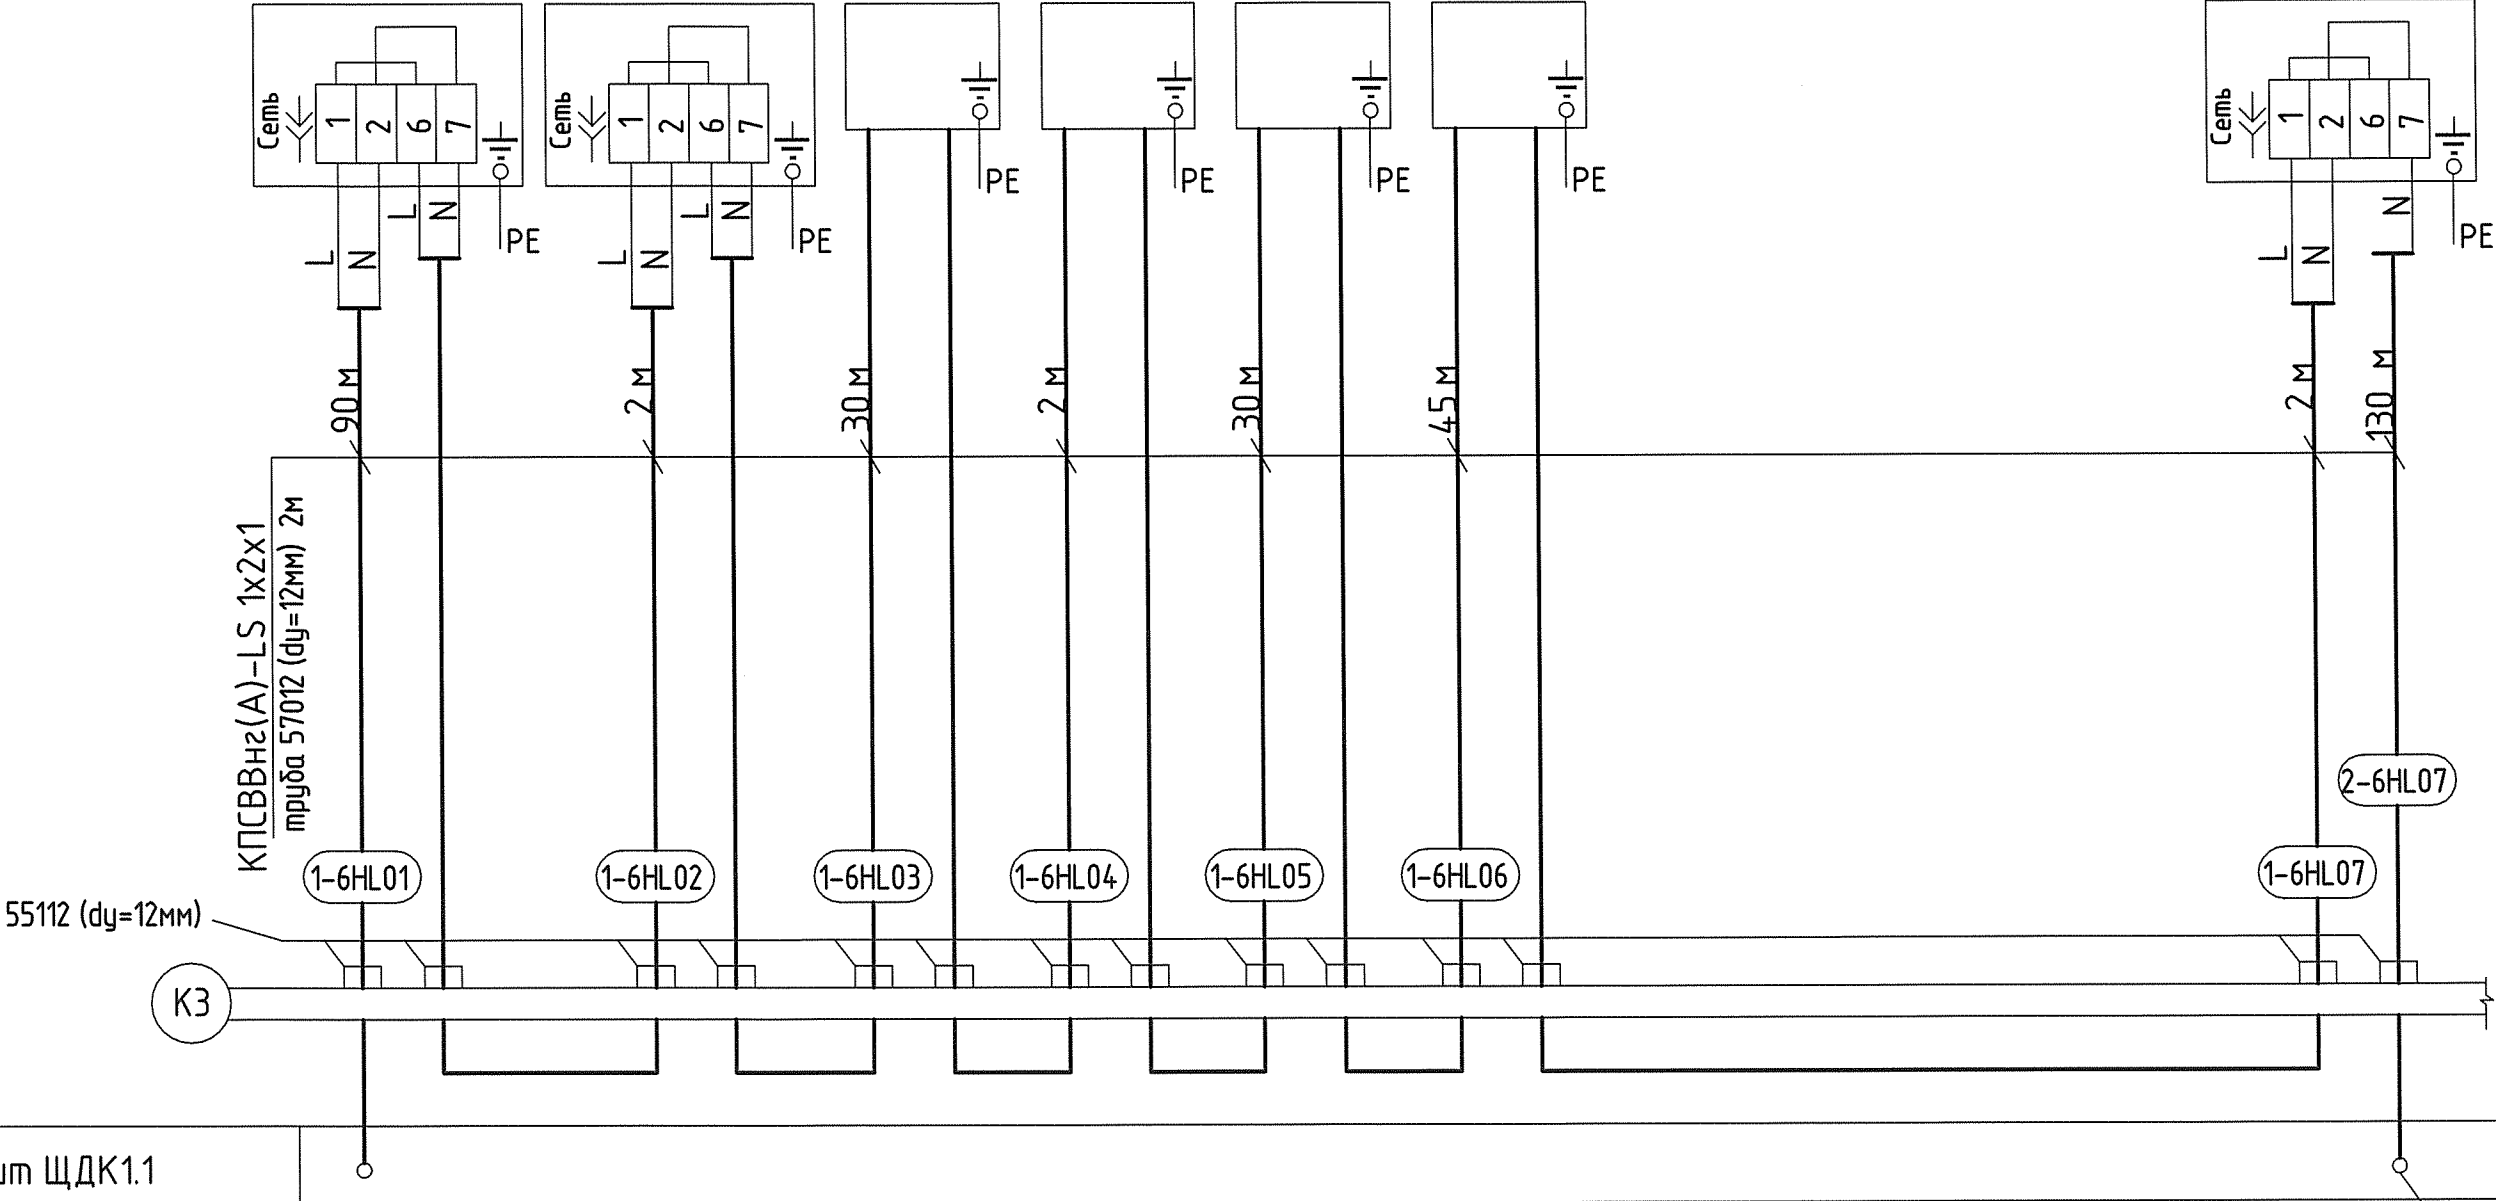 Сеть
1
2
6
7
L
N
L
N
PE
Сеть
1
2
6
7
L
N
L
N
PE
PE
PE
PE
PE
Сеть
1
2
6
7
L
N
N
PE
90 м
2 м
30 м
2 м
30 м
45 м
2 м
130 м
КПСВВнг(А)-LS 1х2х1
труба 57012 (dy=12мм) 2м
2-6HL07
1-6HL01
1-6HL02
1-6HL03
1-6HL04
1-6HL05
1-6HL06
1-6HL07
55112 (dy=12мм)
К3
ЩДК1.1